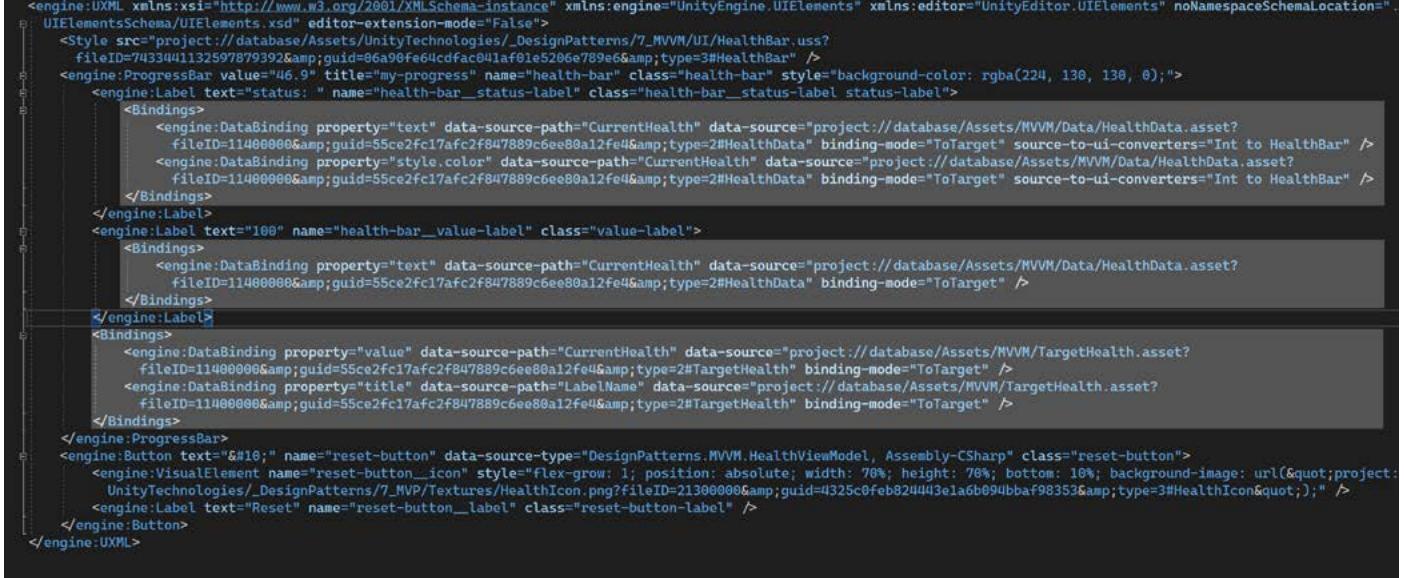 <engine:UXML xmlns:xsi="http://www.w3.org/2001/XMLSchema-instance" xmlns:engine="UnityEngine.UIElements" xmlns:editor="UnityEditor.UIElements" noNamespaceSchemaLocation="..
UIElementsSchema/UIElements.xsd" editor-extension-mode="False">
<Style src="project://database/Assets/UnityTechnologies/_DesignPatterns/7_MVVM/UI/HealthBar.uss?
fileID=7433441132597879392&amp;guid=06a90fe64cdfac041af01e5206e789e6&amp;type=3#HealthBar" />
<engine:ProgressBar value="46.9" title="my-progress" name="health-bar" class="health-bar" style="background-color: rgba(224, 130, 130, 0);">
<engine:Label text="status: " name="health-bar__status-label" class="health-bar__status-label status-label">
<Bindings>
<engine:DataBinding property="text" data-source-path="CurrentHealth" data-source="project://database/Assets/MVVM/Data/HealthData.asset?
fileID=11400000&amp;guid=55ce2fc17afc2f847889c6ee80a12fe4&amp;type=2#HealthData" binding-mode="ToTarget" source-to-ui-converters="Int to HealthBar" />
<engine:DataBinding property="style.color" data-source-path="CurrentHealth" data-source="project://database/Assets/MVVM/Data/HealthData.asset?
fileID=11400000&amp;guid=55ce2fc17afc2f847889c6ee80a12fe4&amp;type=2#HealthData" binding-mode="ToTarget" source-to-ui-converters="Int to HealthBar" />
</Bindings>
</engine:Label>
<engine:Label text="100" name="health-bar__value-label" class="value-label">
<Bindings>
<engine:DataBinding property="text" data-source-path="CurrentHealth" data-source="project://database/Assets/MVVM/Data/HealthData.asset?
fileID=11400000&amp;guid=55ce2fc17afc2f847889c6ee80a12fe4&amp;type=2#HealthData" binding-mode="ToTarget" />
</Bindings>
</engine:Label>
<Bindings>
<engine:DataBinding property="value" data-source-path="CurrentHealth" data-source="project://database/Assets/MVVM/TargetHealth.asset?
fileID=11400000&amp;guid=55ce2fc17afc2f847889c6ee80a12fe4&amp;type=2#TargetHealth" binding-mode="ToTarget" />
<engine:DataBinding property="title" data-source-path="LabelName" data-source="project://database/Assets/MVVM/TargetHealth.asset?
fileID=11400000&amp;guid=55ce2fc17afc2f847889c6ee80a12fe4&amp;type=2#TargetHealth" binding-mode="ToTarget" />
</Bindings>
</engine:ProgressBar>
<engine:Button text="&#10;" name="reset-button" data-source-type="DesignPatterns.MVVM.HealthViewModel, Assembly-CSharp" class="reset-button">
<engine:VisualElement name="reset-button__icon" style="flex-grow: 1; position: absolute; width: 70%; height: 70%; bottom: 10%; background-image: url(&quot;project:
UnityTechnologies/_DesignPatterns/7_MVP/Textures/HealthIcon.png?fileID=21300000&amp;guid=4325c0feb824443e1a6b094bbaf98353&amp;type=3#HealthIcon&quot;);" />
<engine:Label text="Reset" name="reset-button__label" class="reset-button-label" />
</engine:Button>
</engine:UXML>